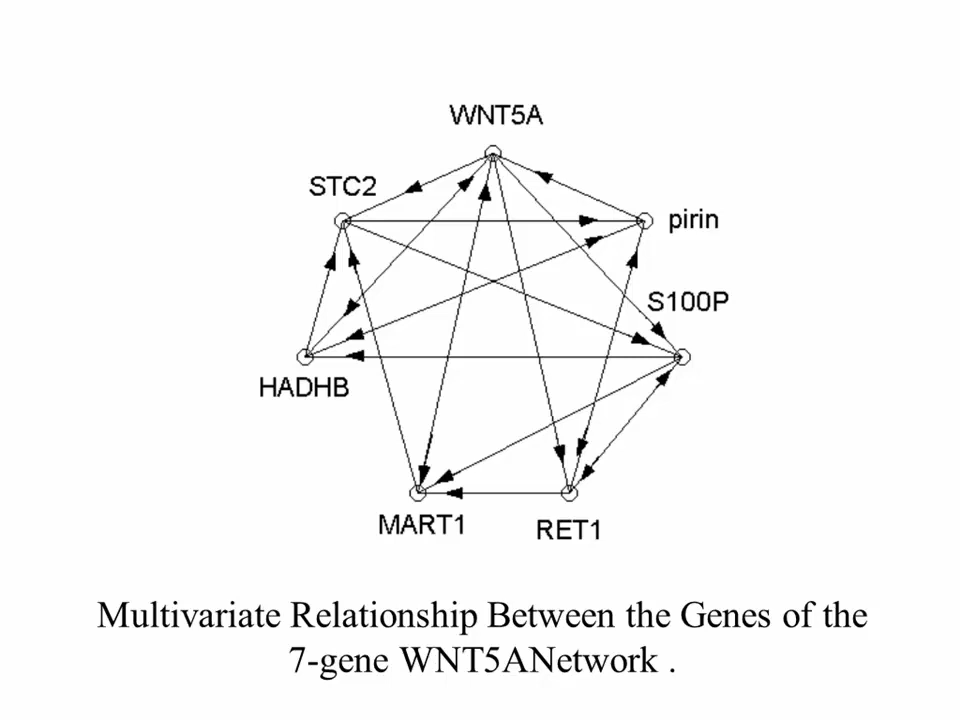 WNT5A
STC2
pirin
S100P
HADHB
MART1
RET1
Multivariate Relationship Between the Genes of the
7-gene WNT5ANetwork .